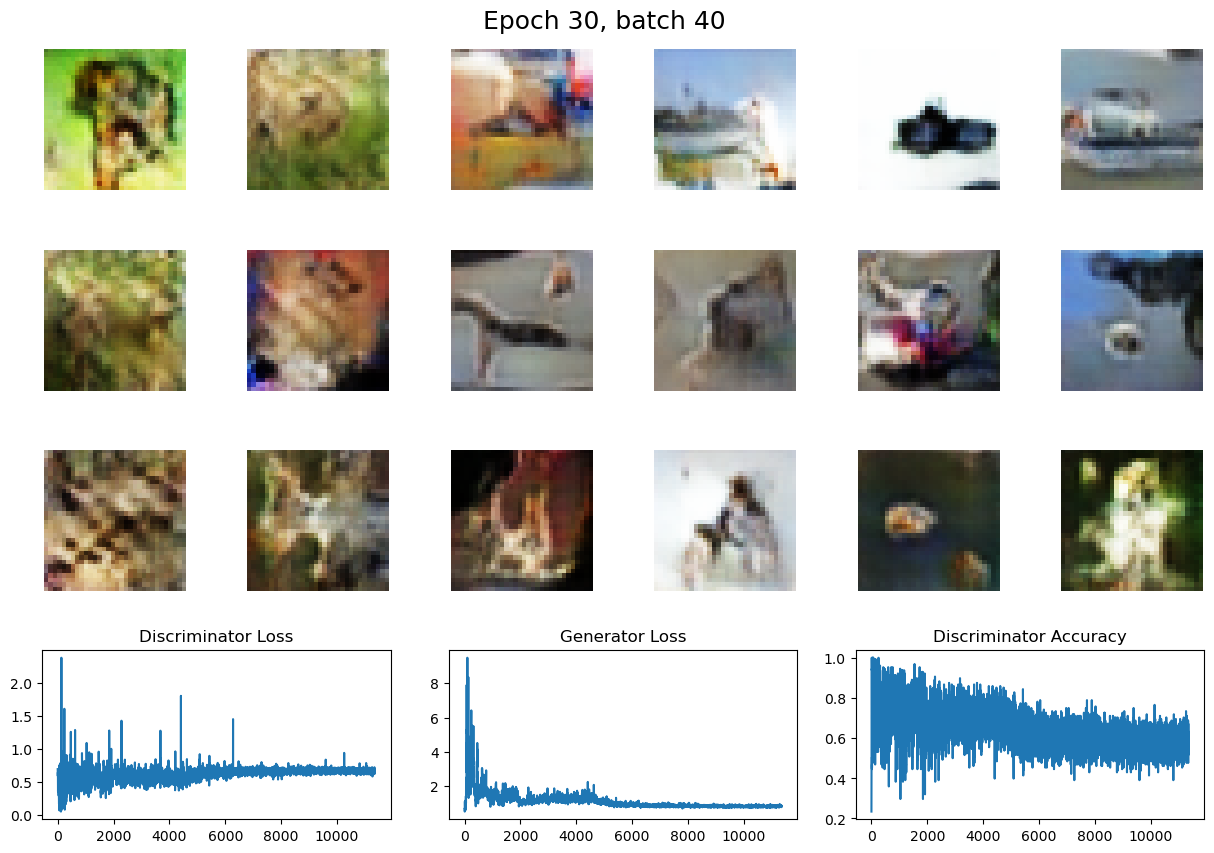 Epoch 30, batch 40
Discriminator Loss
Generator Loss
Discriminator Accuracy
2.0
1.5
1.0
0.5
0.0
0 2000 4000 6000 8000 10000
8
6
4
2
0 2000 4000 6000 8000 10000
1.0
0.8
0.6
0.4
0.2
0 2000 4000 6000 8000 10000